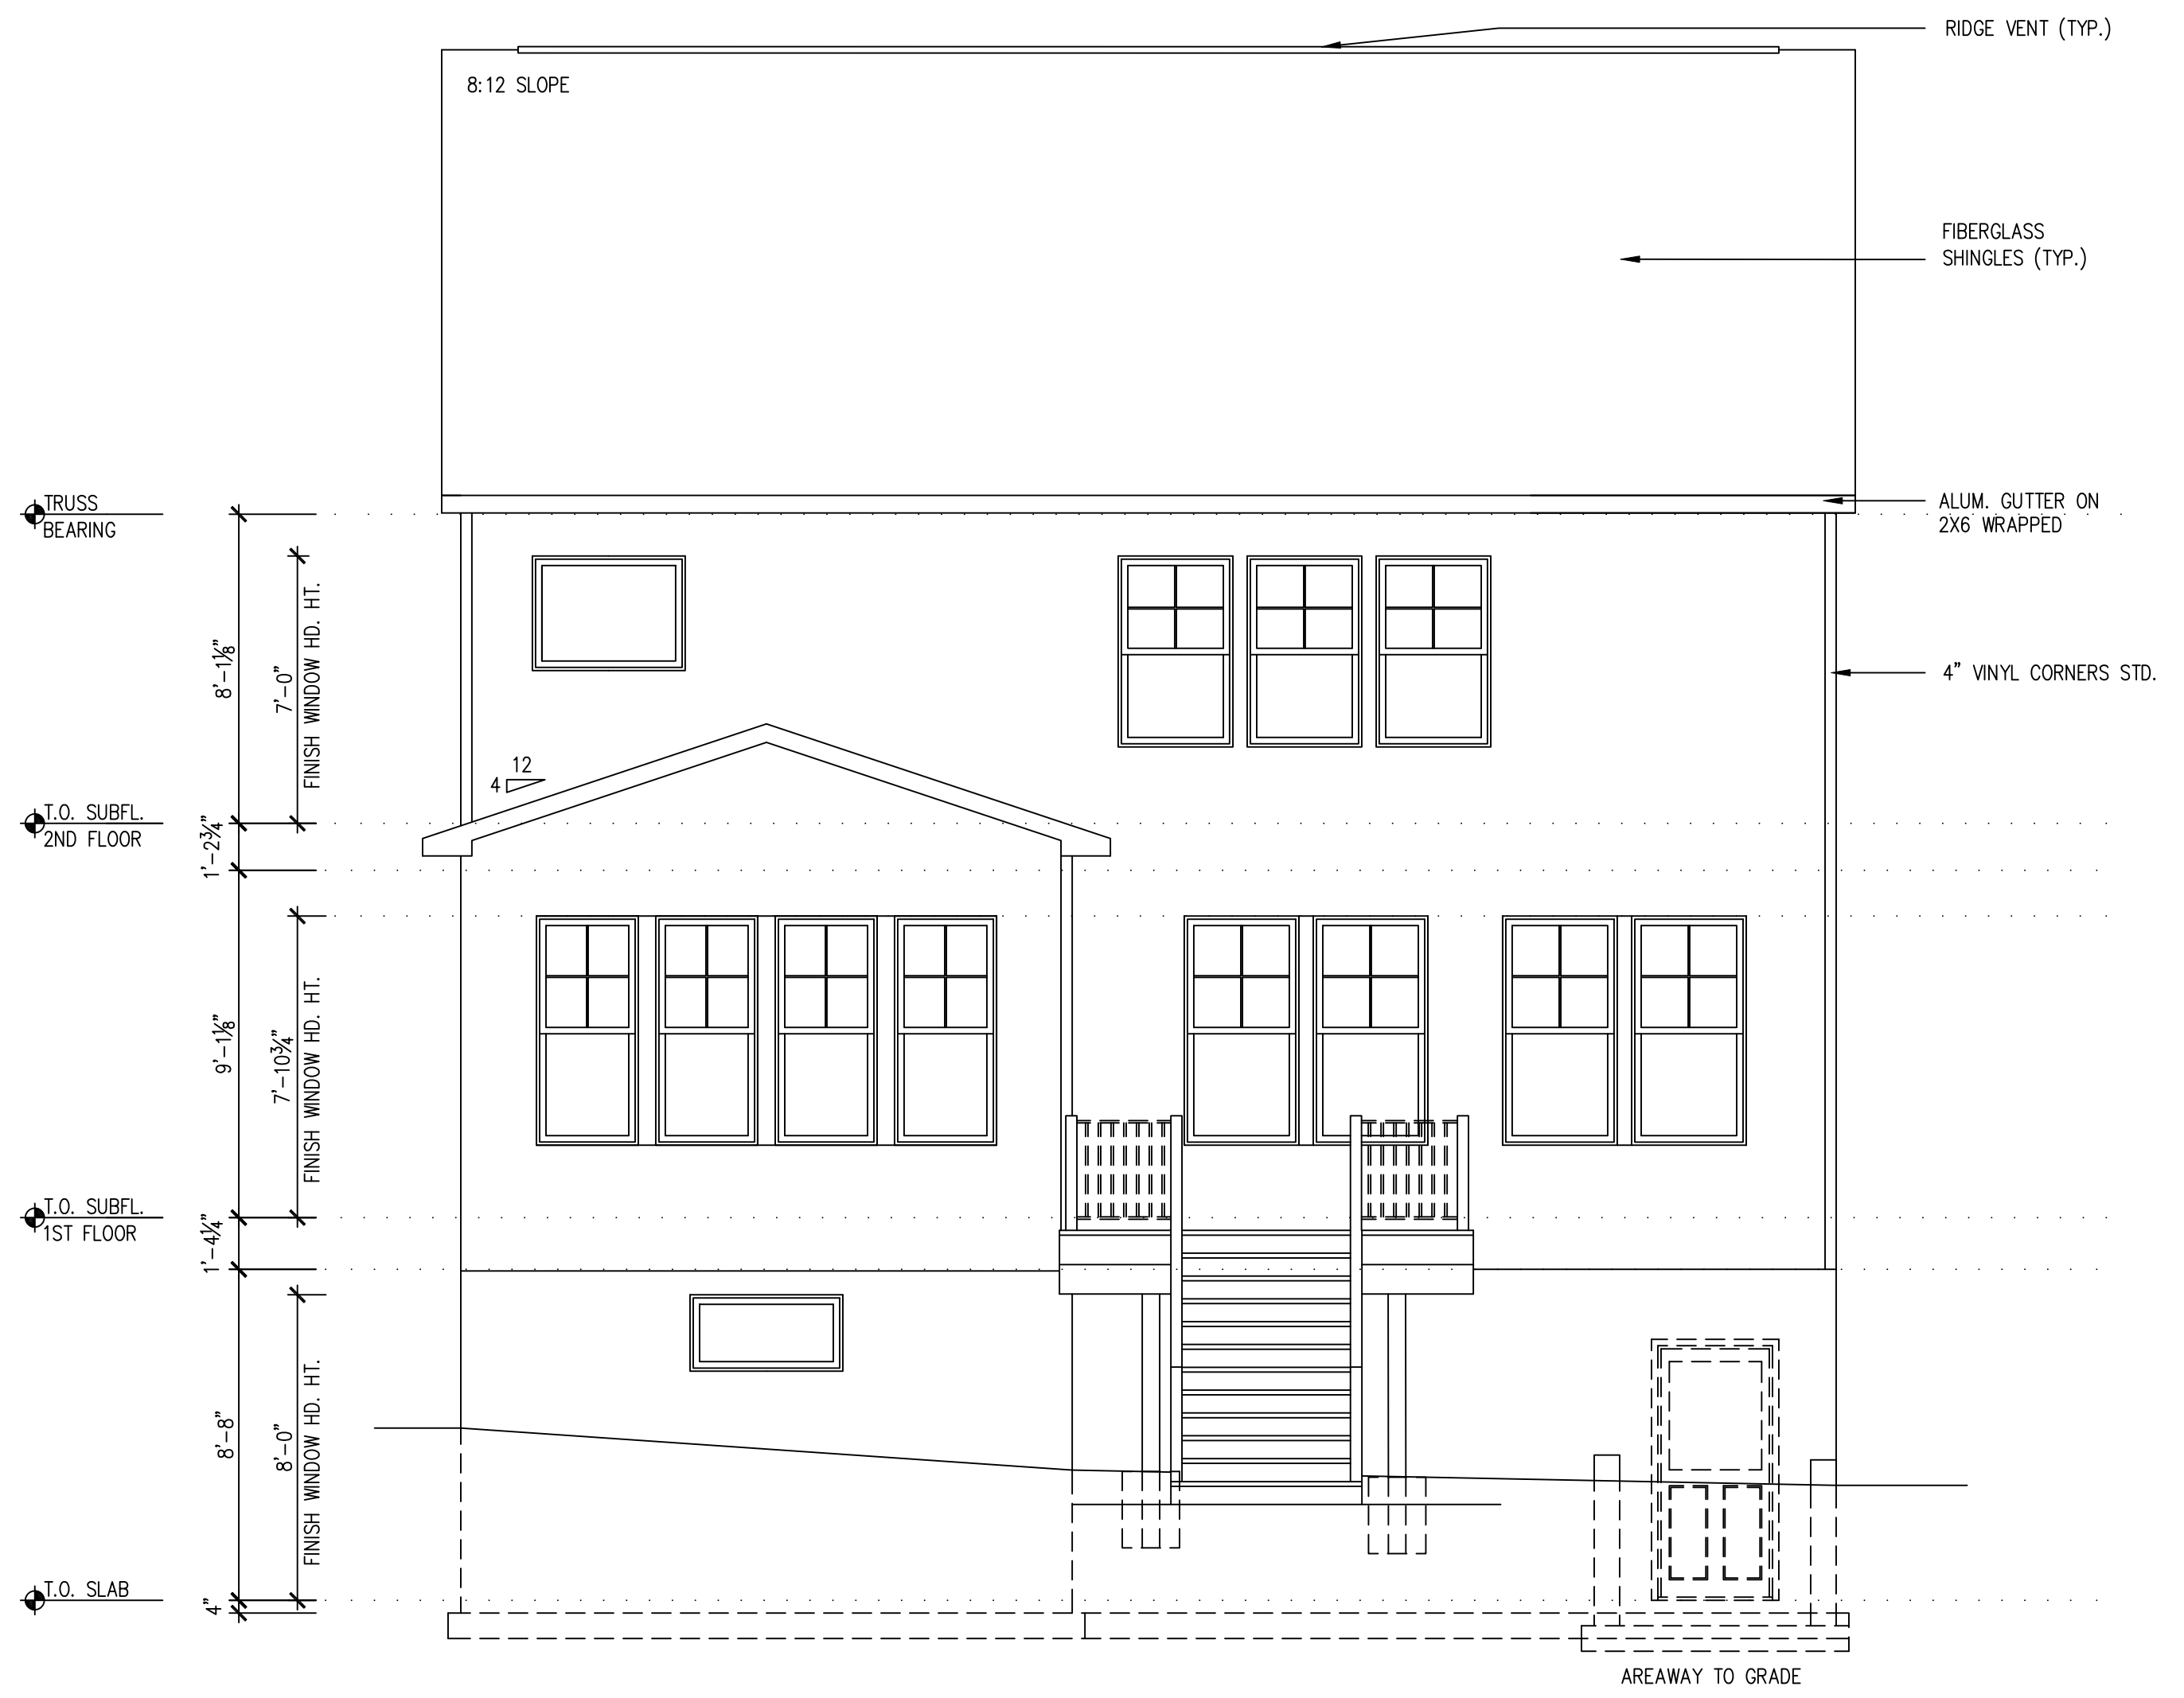 RIDGE VENT (TYP.)
8:12 SLOPE
FIBERGLASS
SHINGLES (TYP.)
TRUSS
BEARING
ALUM. GUTTER ON
2X6 WRAPPED
8'-1⅛"
7'-0"
FINISH WINDOW HD. HT.
4" VINYL CORNERS STD.
12
4
T.O. SUBFL.
2ND FLOOR
1'-2¾"
9'-1⅛"
7'-10¾"
FINISH WINDOW HD. HT.
T.O. SUBFL.
1ST FLOOR
1'-4¼"
8'-8"
8'-0"
FINISH WINDOW HD. HT.
T.O. SLAB
4"
AREAWAY TO GRADE